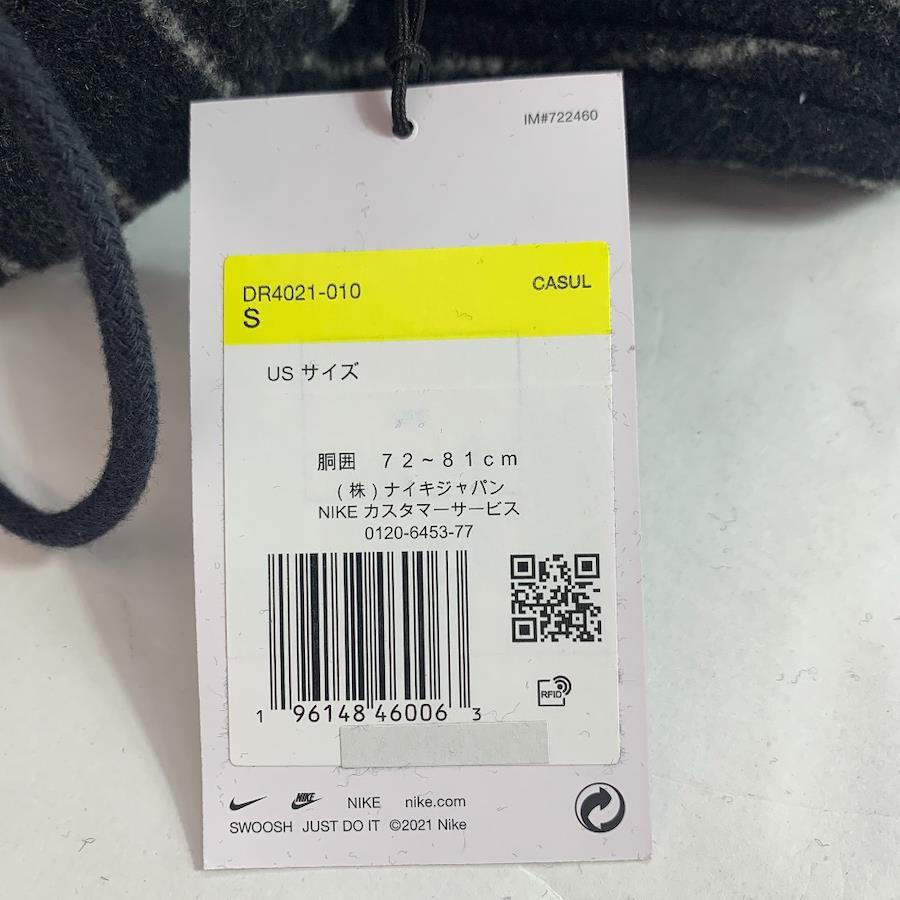 IM#722460
DR4021-010 CASUL
S
US サイズ
胴囲 72~81cm
(株)ナイキジャパン
NIKE カスタマーサービス
0120-6453-77
RFID
1 96148 46006 3
NIKE NIKE nike.com
SWOOSH JUST DO IT ©2021 Nike